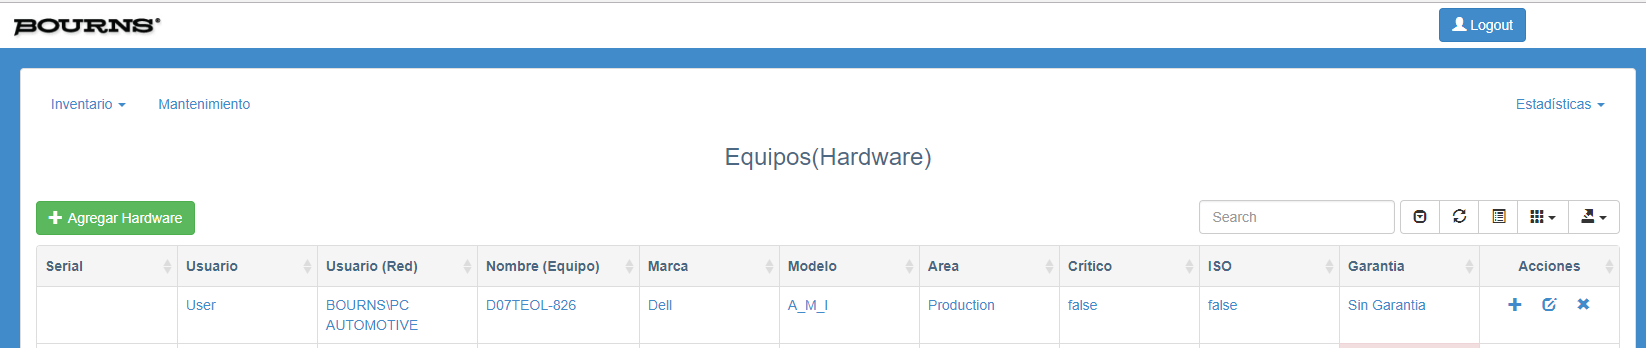 BOURNS®
Logout
Inventario Mantenimiento Estadísticas
Equipos(Hardware)
Agregar Hardware Search
Serial Usuario Usuario (Red) Nombre (Equipo) Marca Modelo Area Crítico ISO Garantia Acciones
User BOURNS\PC D07TEOL-826 Dell A_M_I Production false false Sin Garantia
AUTOMOTIVE